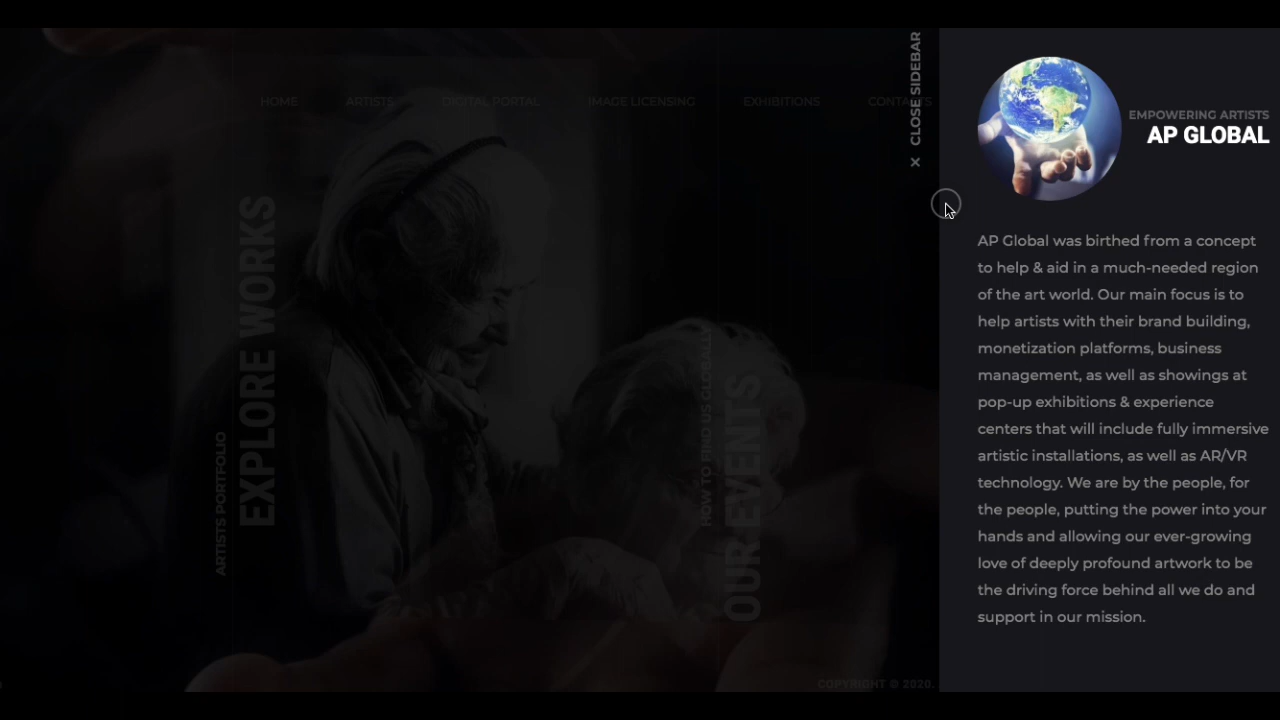 HOME
ARTISTS
DIGITAL PORTAL
IMAGE LICENSING
EXHIBITIONS
CONTACTS
× CLOSE SIDEBAR
EXPLORE WORKS
ARTISTS PORTFOLIO
HOW TO FIND US GLOBALLY
OUR EVENTS
COPYRIGHT © 2020.
EMPOWERING ARTISTS
AP GLOBAL
AP Global was birthed from a concept
to help & aid in a much-needed region
of the art world. Our main focus is to
help artists with their brand building,
monetization platforms, business
management, as well as showings at
pop-up exhibitions & experience
centers that will include fully immersive
artistic installations, as well as AR/VR
technology. We are by the people, for
the people, putting the power into your
hands and allowing our ever-growing
love of deeply profound artwork to be
the driving force behind all we do and
support in our mission.